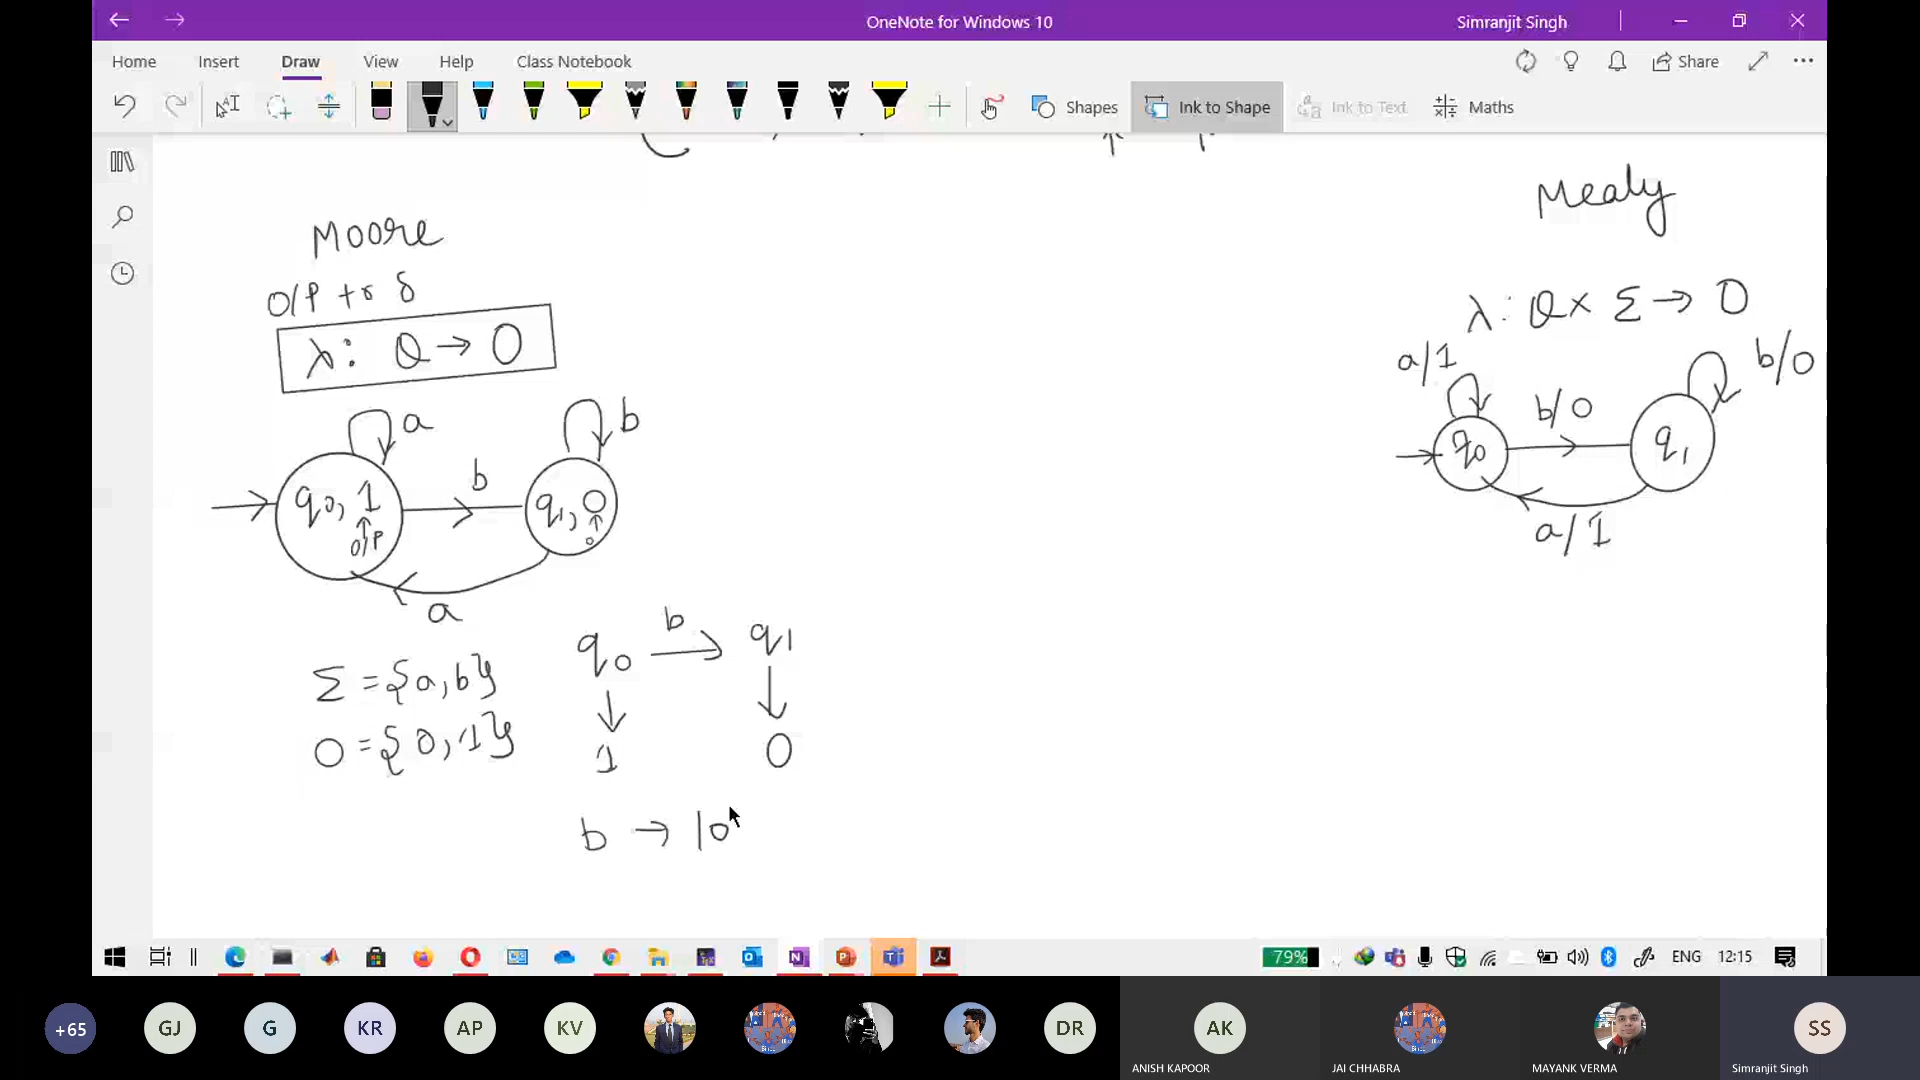 OneNote for Windows 10
Simranjit Singh
Home Insert Draw View Help Class Notebook
Share
Shapes
Ink to Shape
Ink to Text
Maths
Moore
O/P tr δ
λ: Q → O
a
b
q0, 1
O/P
b
q1, 0
o
a
Σ = {a, b}
O = {0, 1}
q0 b q1
1 0
b → 10
Mealy
λ: Q × Σ → O
a/1
b/0
b/0
q0
q1
a/1
79%
ENG
12:15
+65
GJ
G
KR
AP
KV
DR
AK
SS
ANISH KAPOOR
JAI CHHABRA
MAYANK VERMA
Simranjit Singh